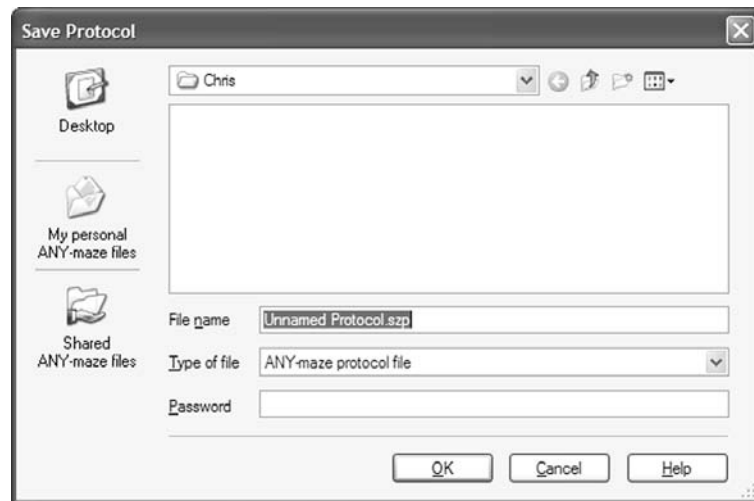 Save Protocol
Chris
Desktop
My personal
ANY-maze files
Shared
ANY-maze files
File name
Unnamed Protocol.szp
Type of file
ANY-maze protocol file
Password
OK
Cancel
Help